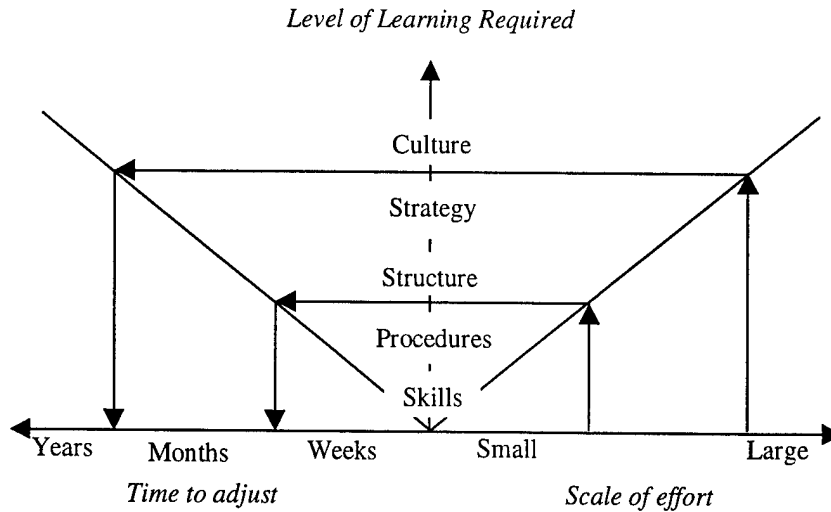 Level of Learning Required
Culture
Strategy
Structure
Procedures
Skills
Years Months Weeks Small Large
Time to adjust Scale of effort